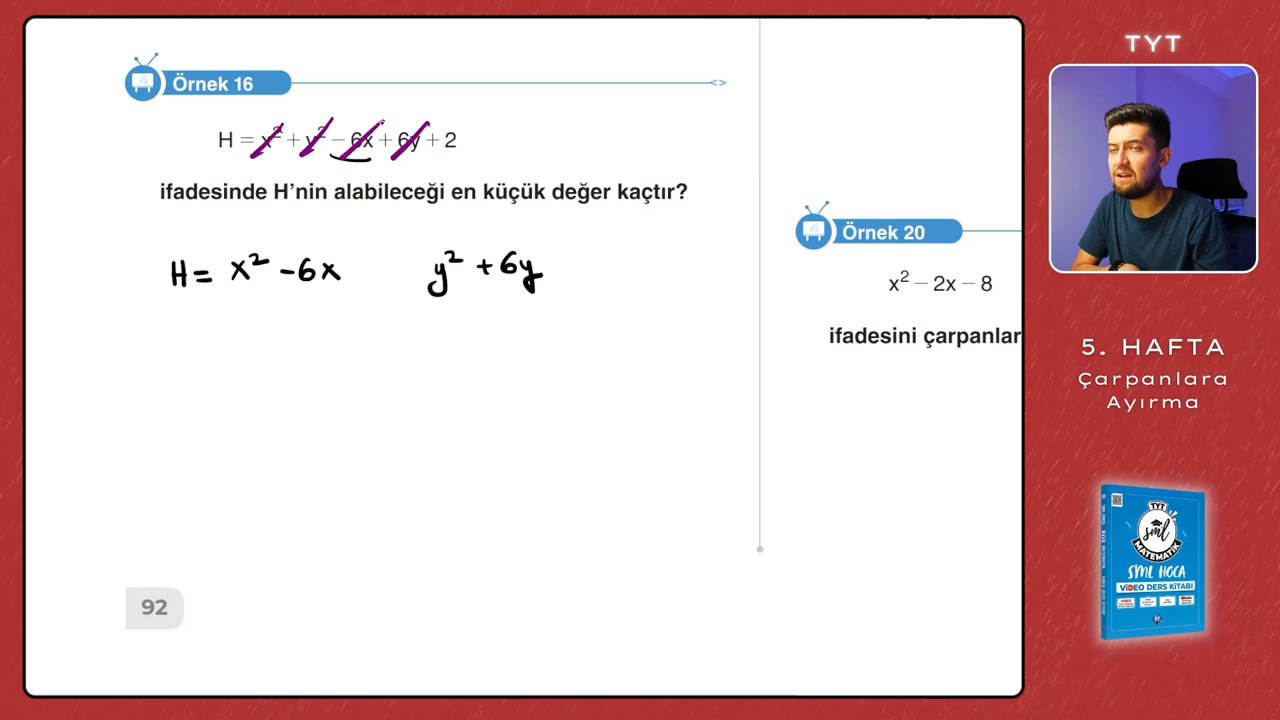 Örnek 16
H = x² + y² − 6x + 6y + 2
ifadesinde H'nin alabileceği en küçük değer kaçtır?
H = x² - 6x y² + 6y
92
Örnek 20
x² − 2x − 8
ifadesini çarpanlar
TYT
5. HAFTA
Çarpanlara
Ayırma
TYT
sml
MATEMATİK
SML HOCA
VİDEO DERS KİTABI